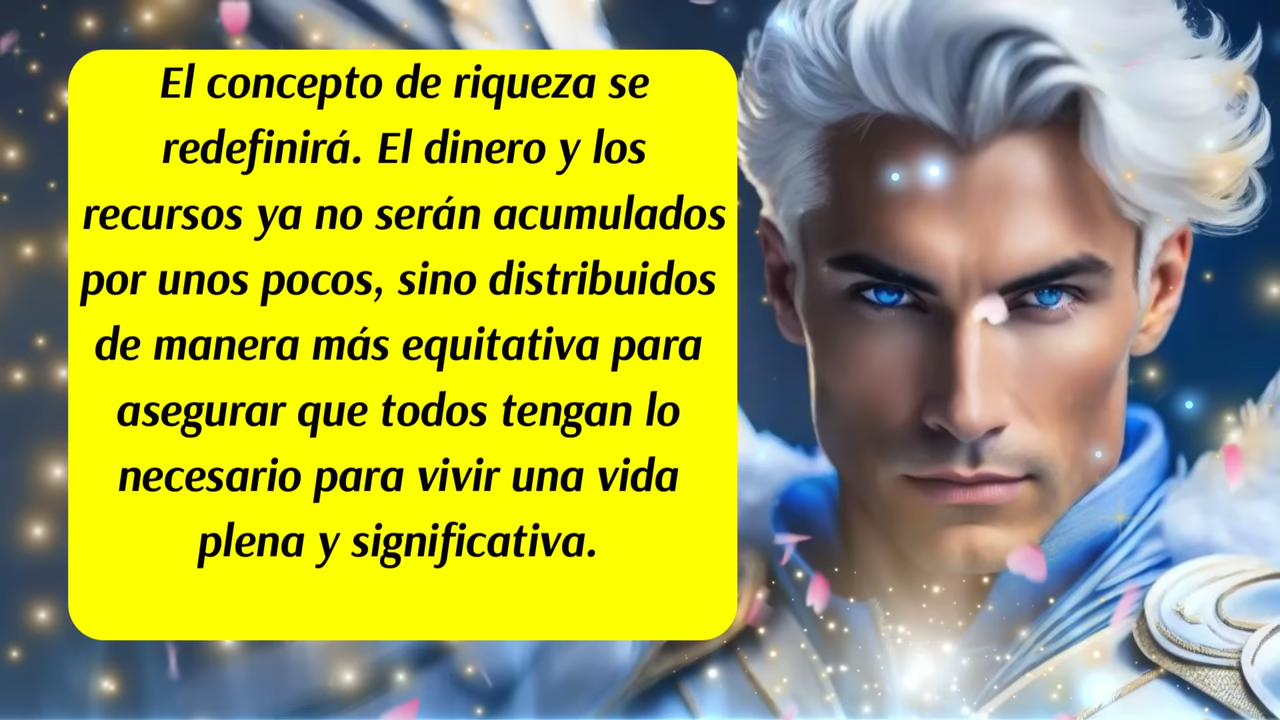 El concepto de riqueza se
redefinirá. El dinero y los
recursos ya no serán acumulados
por unos pocos, sino distribuidos
de manera más equitativa para
asegurar que todos tengan lo
necesario para vivir una vida
plena y significativa.